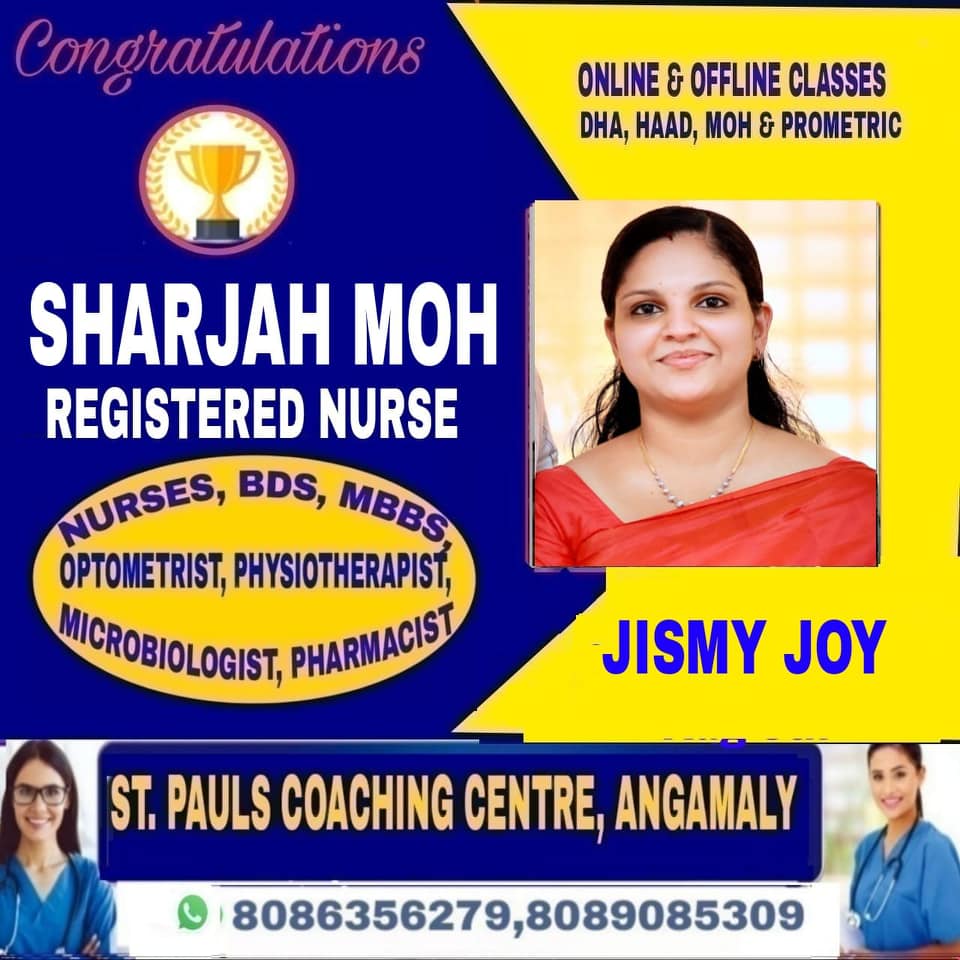 Congratulations
ONLINE & OFFLINE CLASSES
DHA, HAAD, MOH & PROMETRIC
SHARJAH MOH
REGISTERED NURSE
NURSES, BDS, MBBS,
OPTOMETRIST, PHYSIOTHERAPIST,
MICROBIOLOGIST, PHARMACIST
JISMY JOY
ST. PAULS COACHING CENTRE, ANGAMALY
8086356279,8089085309